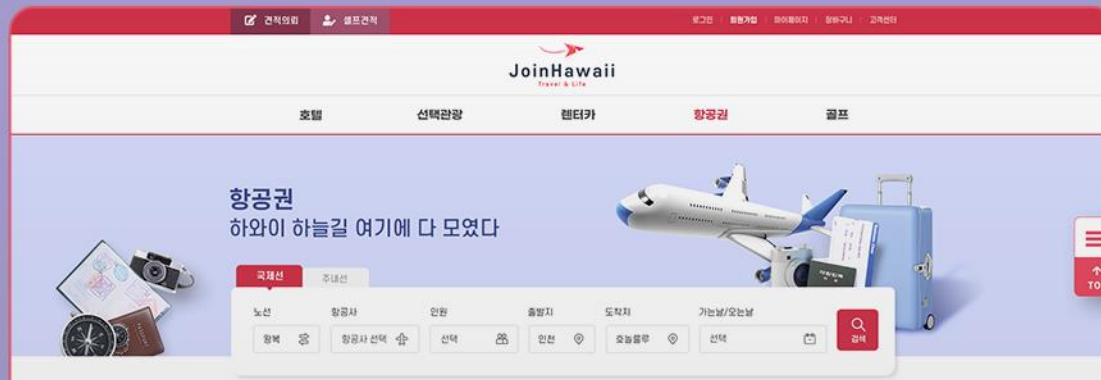 견적의뢰 셀프견적 로그인 회원가입 마이페이지 장바구니 고객센터
JoinHawaii
Travel & Life
호텔 선택관광 렌터카 항공권 골프
항공권
하와이 하늘길 여기에 다 모였다
국제선 주내선
노선 항공사 인원 출발지 도착지 가는날/오는날
왕복 항공사 선택 선택 인천 호놀룰루 선택 검색
TO